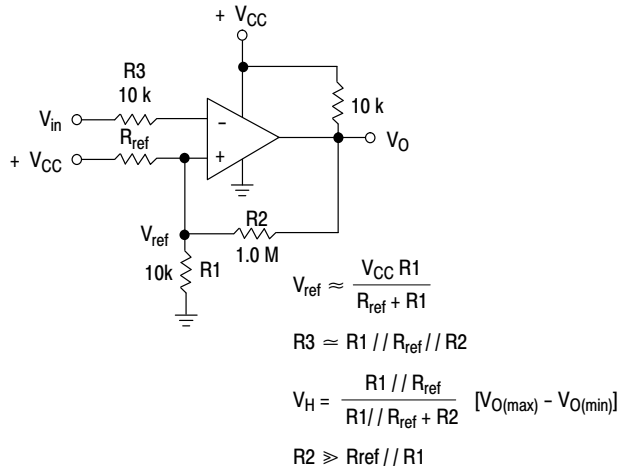 + VCC
R3
10 k
Vin
-
10 k
VO
Rref
+ VCC
+
R2
1.0 M
Vref
10k
R1
Vref ≈ VCC R1 / Rref + R1
R3 ≃ R1 / / Rref / / R2
VH = R1 / / Rref / R1/ / Rref + R2 [VO(max) - VO(min)]
R2 ≫ Rref / / R1